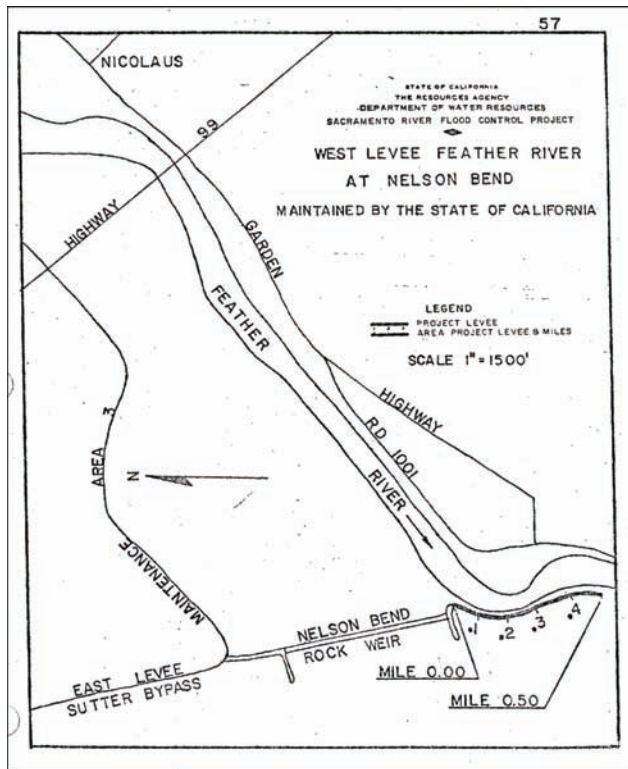 57
NICOLAUS
STATE OF CALIFORNIA
THE RESOURCES AGENCY
DEPARTMENT OF WATER RESOURCES
SACRAMENTO RIVER FLOOD CONTROL PROJECT
WEST LEVEE FEATHER RIVER
AT NELSON BEND
MAINTAINED BY THE STATE OF CALIFORNIA
HIGHWAY 99
GARDEN
HIGHWAY
FEATHER
RIVER
LEGEND
PROJECT LEVEE
AREA PROJECT LEVEE & MILES
SCALE 1"=1500'
RD 1001
N
MAINTENANCE
AREA 3
NELSON BEND
ROCK WEIR
EAST LEVEE
SUTTER BYPASS
.1
.2
.3
.4
MILE 0.00
MILE 0.50